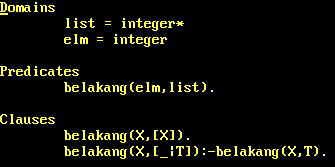 Domains
list = integer*
elm = integer
Predicates
belakang(elm,list).
Clauses
belakang(X,[X]).
belakang(X,[_¦T]):-belakang(X,T).